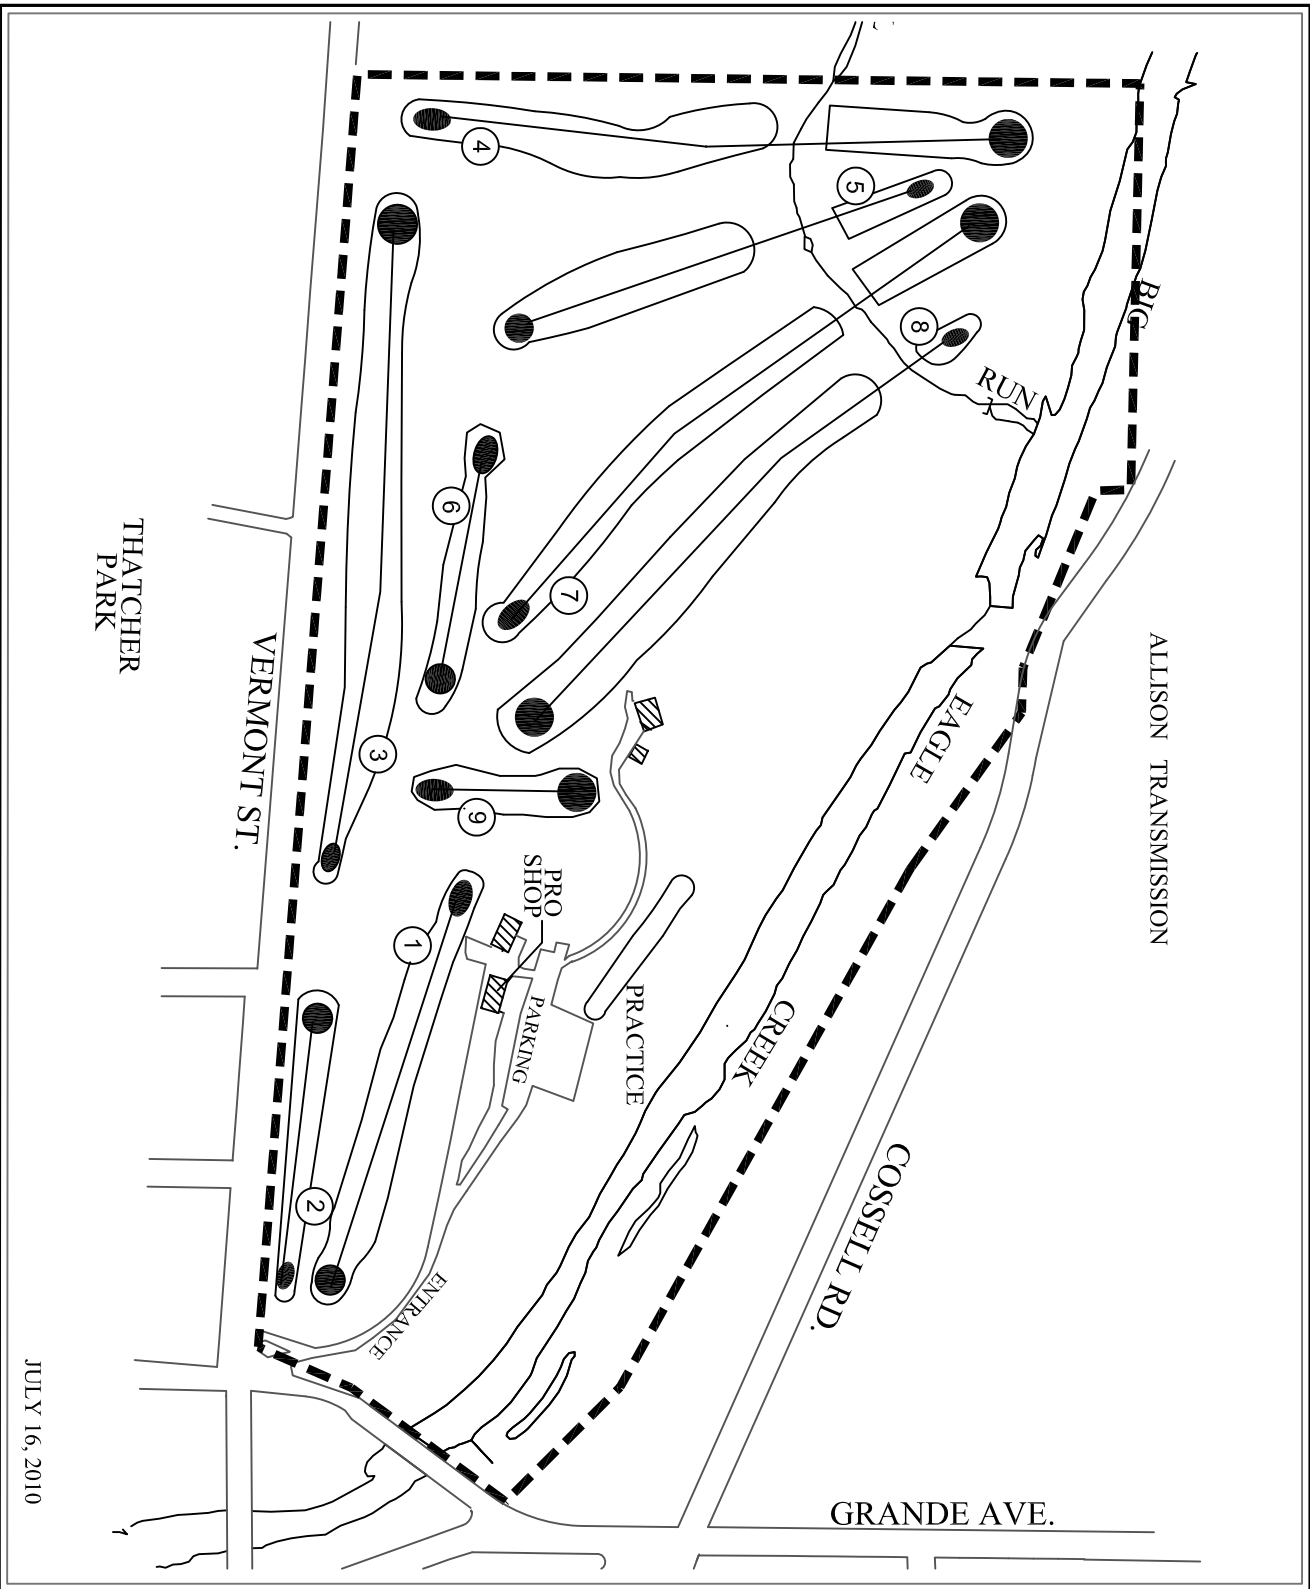 4
5
BIG
8
RUN
6
7
THATCHER
PARK
VERMONT ST.
3
ALLISON TRANSMISSION
EAGLE
9
PRO
SHOP
1
PRACTICE
PARKING
CREEK
2
COSSELL RD.
ENTRANCE
JULY 16, 2010
GRANDE AVE.